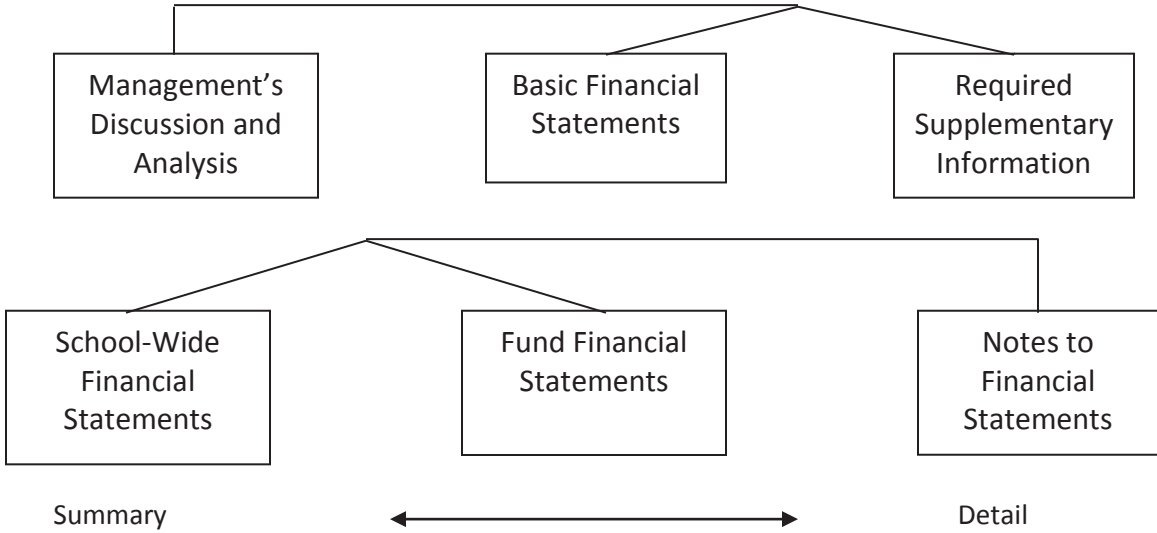 Management’s
Discussion and
Analysis
Basic Financial
Statements
Required
Supplementary
Information
School-Wide
Financial
Statements
Fund Financial
Statements
Notes to
Financial
Statements
Summary
Detail